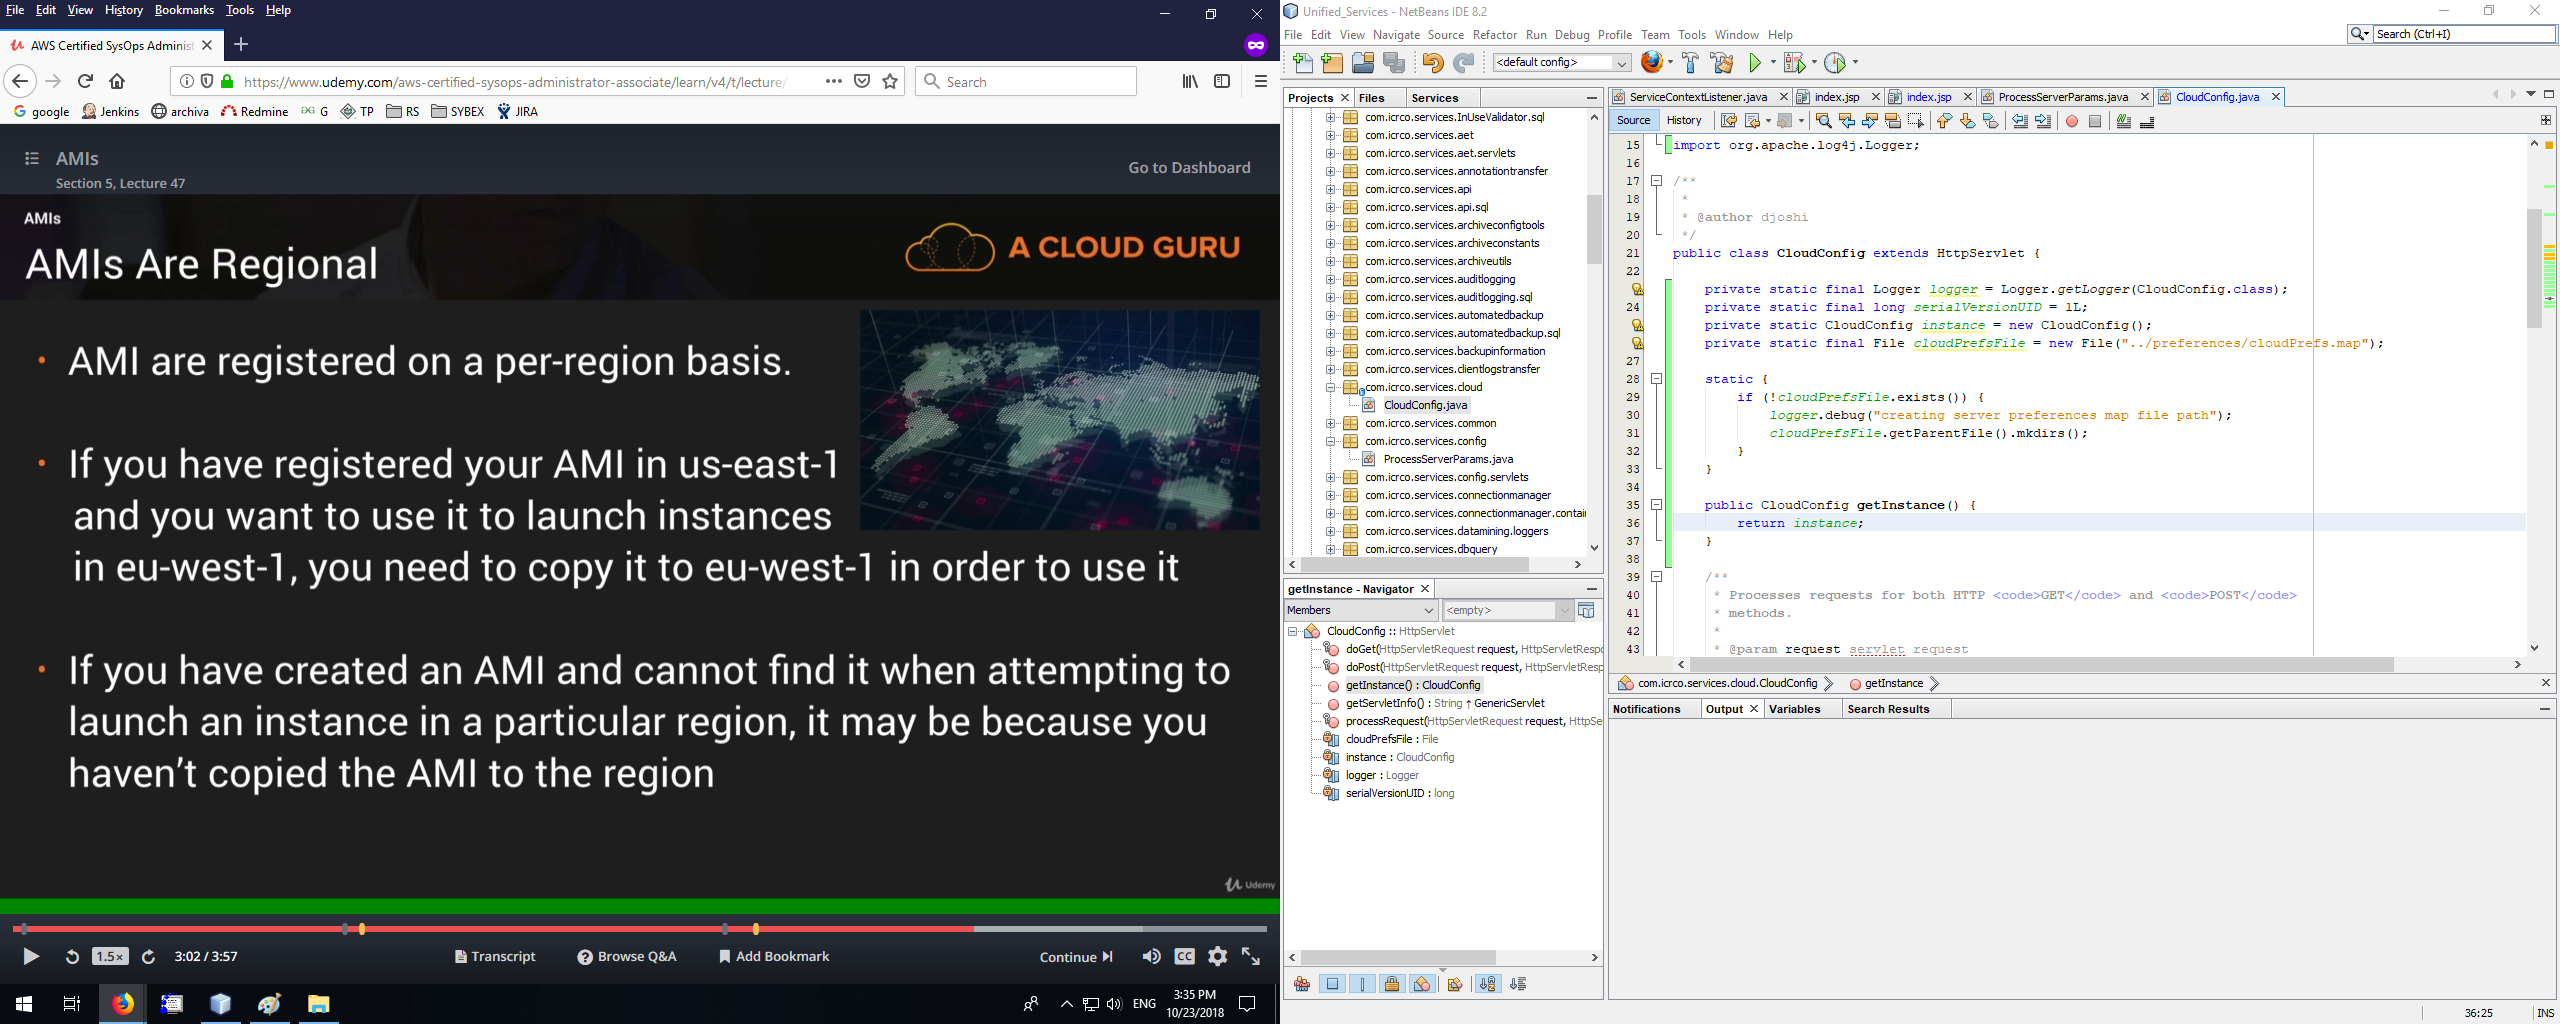 File Edit View History Bookmarks Tools Help
AWS Certified SysOps Administ
https://www.udemy.com/aws-certified-sysops-administrator-associate/learn/v4/t/lecture/
Search
google Jenkins archiva Redmine G TP RS SYBEX JIRA
AMIs
Section 5, Lecture 47
Go to Dashboard
AMIs
AMIs Are Regional
A CLOUD GURU
• AMI are registered on a per-region basis.
• If you have registered your AMI in us-east-1
and you want to use it to launch instances
in eu-west-1, you need to copy it to eu-west-1 in order to use it
• If you have created an AMI and cannot find it when attempting to
launch an instance in a particular region, it may be because you
haven't copied the AMI to the region
Udemy
1.5×
3:02 / 3:57
Transcript
Browse Q&A
Add Bookmark
Continue
CC
ENG
3:35 PM
10/23/2018
Unified_Services - NetBeans IDE 8.2
File Edit View Navigate Source Refactor Run Debug Profile Team Tools Window Help
Search (Ctrl+I)
<default config>
Projects Files Services
com.icrco.services.InUseValidator.sql
com.icrco.services.aet
com.icrco.services.aet.servlets
com.icrco.services.annotationtransfer
com.icrco.services.api
com.icrco.services.api.sql
com.icrco.services.archiveconfigtools
com.icrco.services.archiveconstants
com.icrco.services.archiveutils
com.icrco.services.auditlogging
com.icrco.services.auditlogging.sql
com.icrco.services.automatedbackup
com.icrco.services.automatedbackup.sql
com.icrco.services.backupinformation
com.icrco.services.clientlogstransfer
com.icrco.services.cloud
CloudConfig.java
com.icrco.services.common
com.icrco.services.config
ProcessServerParams.java
com.icrco.services.config.servlets
com.icrco.services.connectionmanager
com.icrco.services.connectionmanager.contai
com.icrco.services.datamining.loggers
com.icrco.services.dbquery
getInstance - Navigator
Members
<empty>
CloudConfig :: HttpServlet
doGet(HttpServletRequest request, HttpServletRespo
doPost(HttpServletRequest request, HttpServletResp
getInstance() : CloudConfig
getServletInfo() : String ↑ GenericServlet
processRequest(HttpServletRequest request, HttpSe
cloudPrefsFile : File
instance : CloudConfig
logger : Logger
serialVersionUID : long
ServiceContextListener.java index.jsp index.jsp ProcessServerParams.java CloudConfig.java
Source History
15 import org.apache.log4j.Logger;
16
17 /**
18 *
19 * @author djoshi
20 */
21 public class CloudConfig extends HttpServlet {
22
private static final Logger logger = Logger.getLogger(CloudConfig.class);
24 private static final long serialVersionUID = 1L;
private static CloudConfig instance = new CloudConfig();
private static final File cloudPrefsFile = new File("../preferences/cloudPrefs.map");
27
28 static {
29 if (!cloudPrefsFile.exists()) {
30 logger.debug("creating server preferences map file path");
31 cloudPrefsFile.getParentFile().mkdirs();
32 }
33 }
34
35 public CloudConfig getInstance() {
36 return instance;
37 }
38
39 /**
40 * Processes requests for both HTTP <code>GET</code> and <code>POST</code>
41 * methods.
42 *
43 * @param request servlet request
com.icrco.services.cloud.CloudConfig getInstance
Notifications Output Variables Search Results
36:25 INS